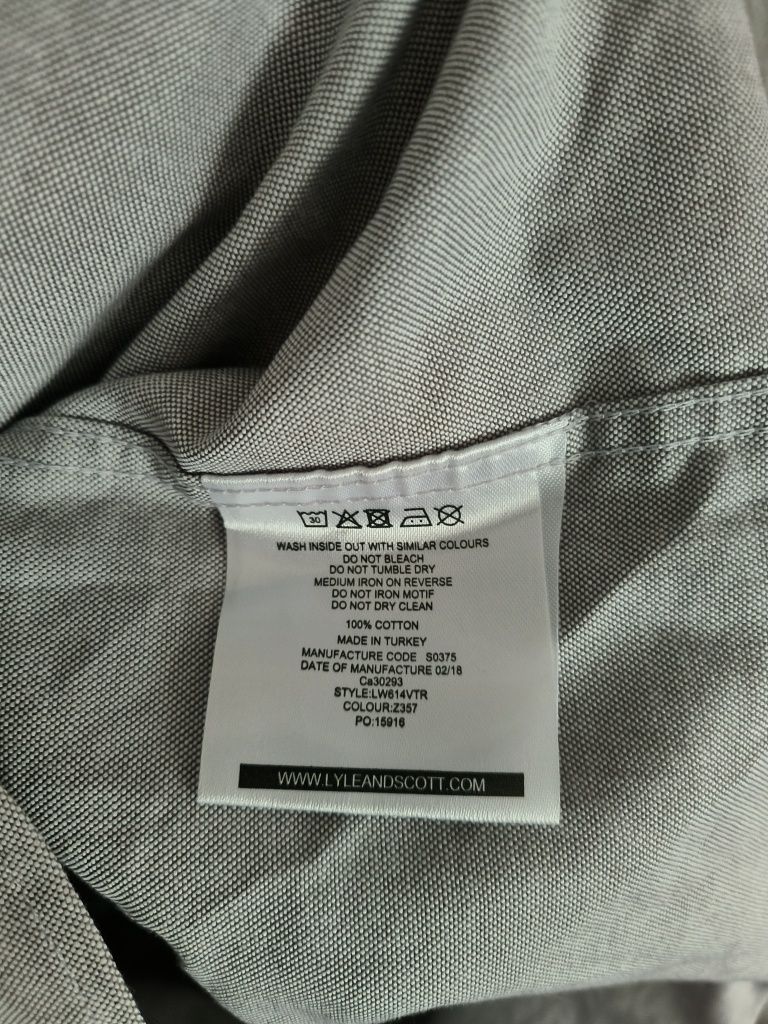 30
WASH INSIDE OUT WITH SIMILAR COLOURS
DO NOT BLEACH
DO NOT TUMBLE DRY
MEDIUM IRON ON REVERSE
DO NOT IRON MOTIF
DO NOT DRY CLEAN
100% COTTON
MADE IN TURKEY
MANUFACTURE CODE S0375
DATE OF MANUFACTURE 02/18
Ca30293
STYLE:LW614VTR
COLOUR:Z357
PO:15916
WWW.LYLEANDSCOTT.COM